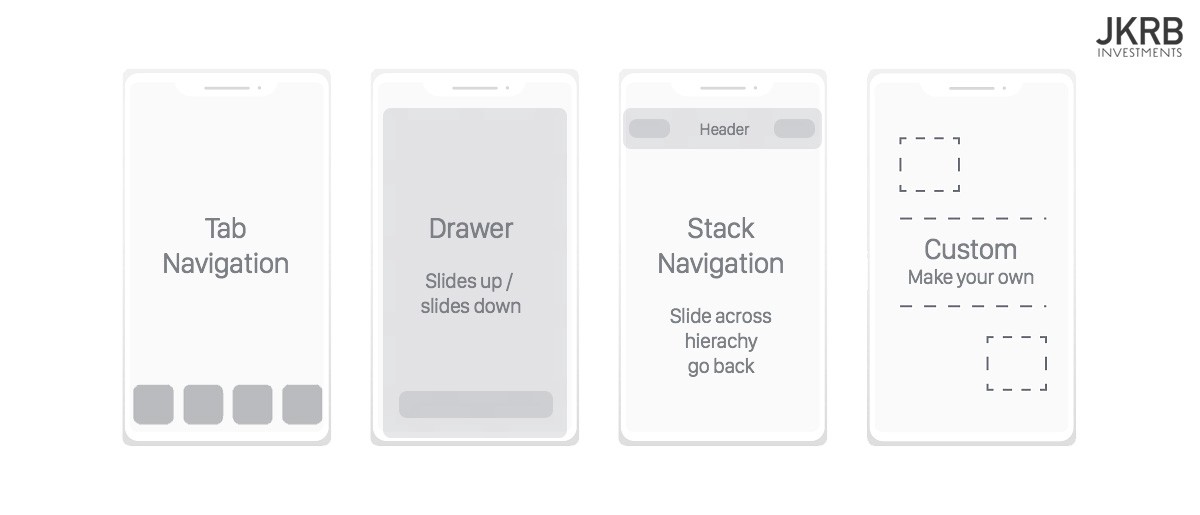 JKRB
INVESTMENTS
Tab
Navigation
Drawer
Slides up /
slides down
Header
Stack
Navigation
Slide across
hierachy
go back
Custom
Make your own